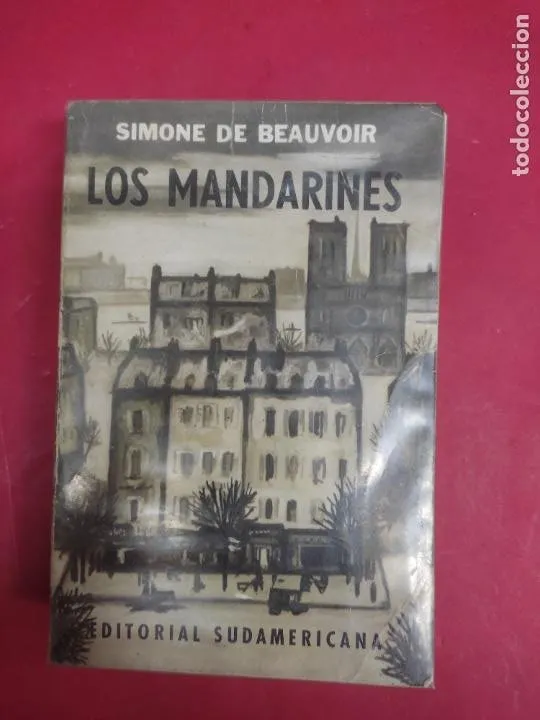 SIMONE DE BEAUVOIR
LOS MANDARINES
EDITORIAL SUDAMERICANA
todocoleccion